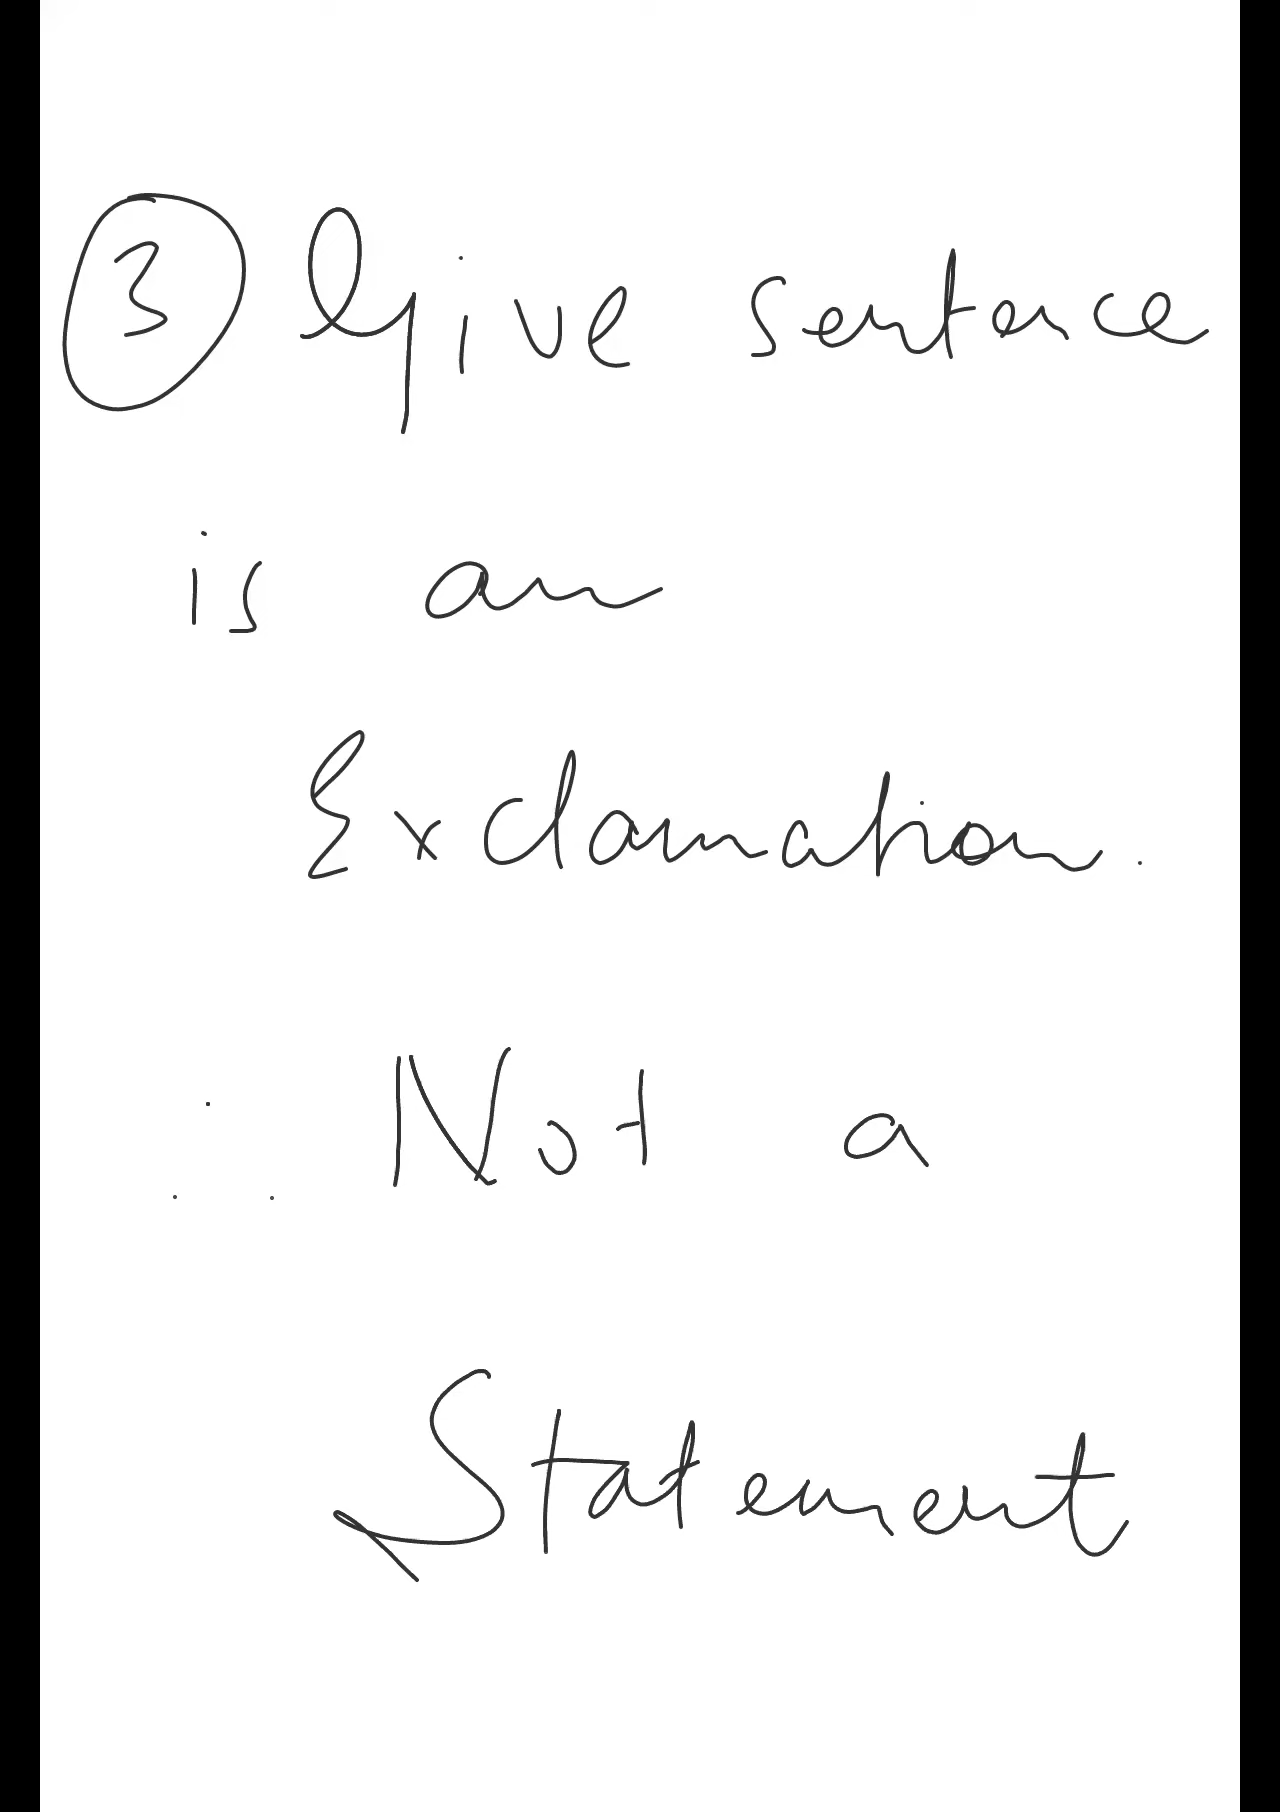 ③ Give sentence
is an
Exclamation.
∴ Not a
Statement